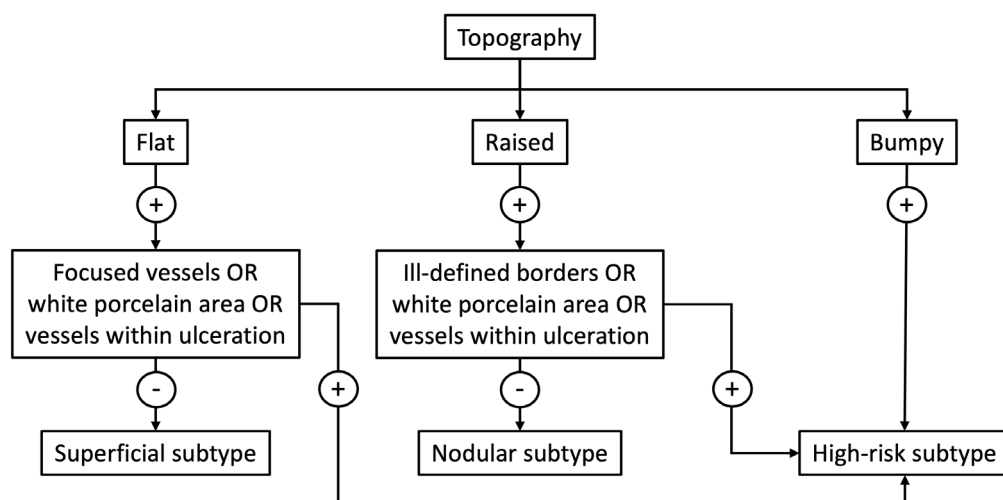 Topography
Flat
Raised
Bumpy
+
+
+
Focused vessels OR
white porcelain area OR
vessels within ulceration
Ill-defined borders OR
white porcelain area OR
vessels within ulceration
-
+
-
+
Superficial subtype
Nodular subtype
High-risk subtype